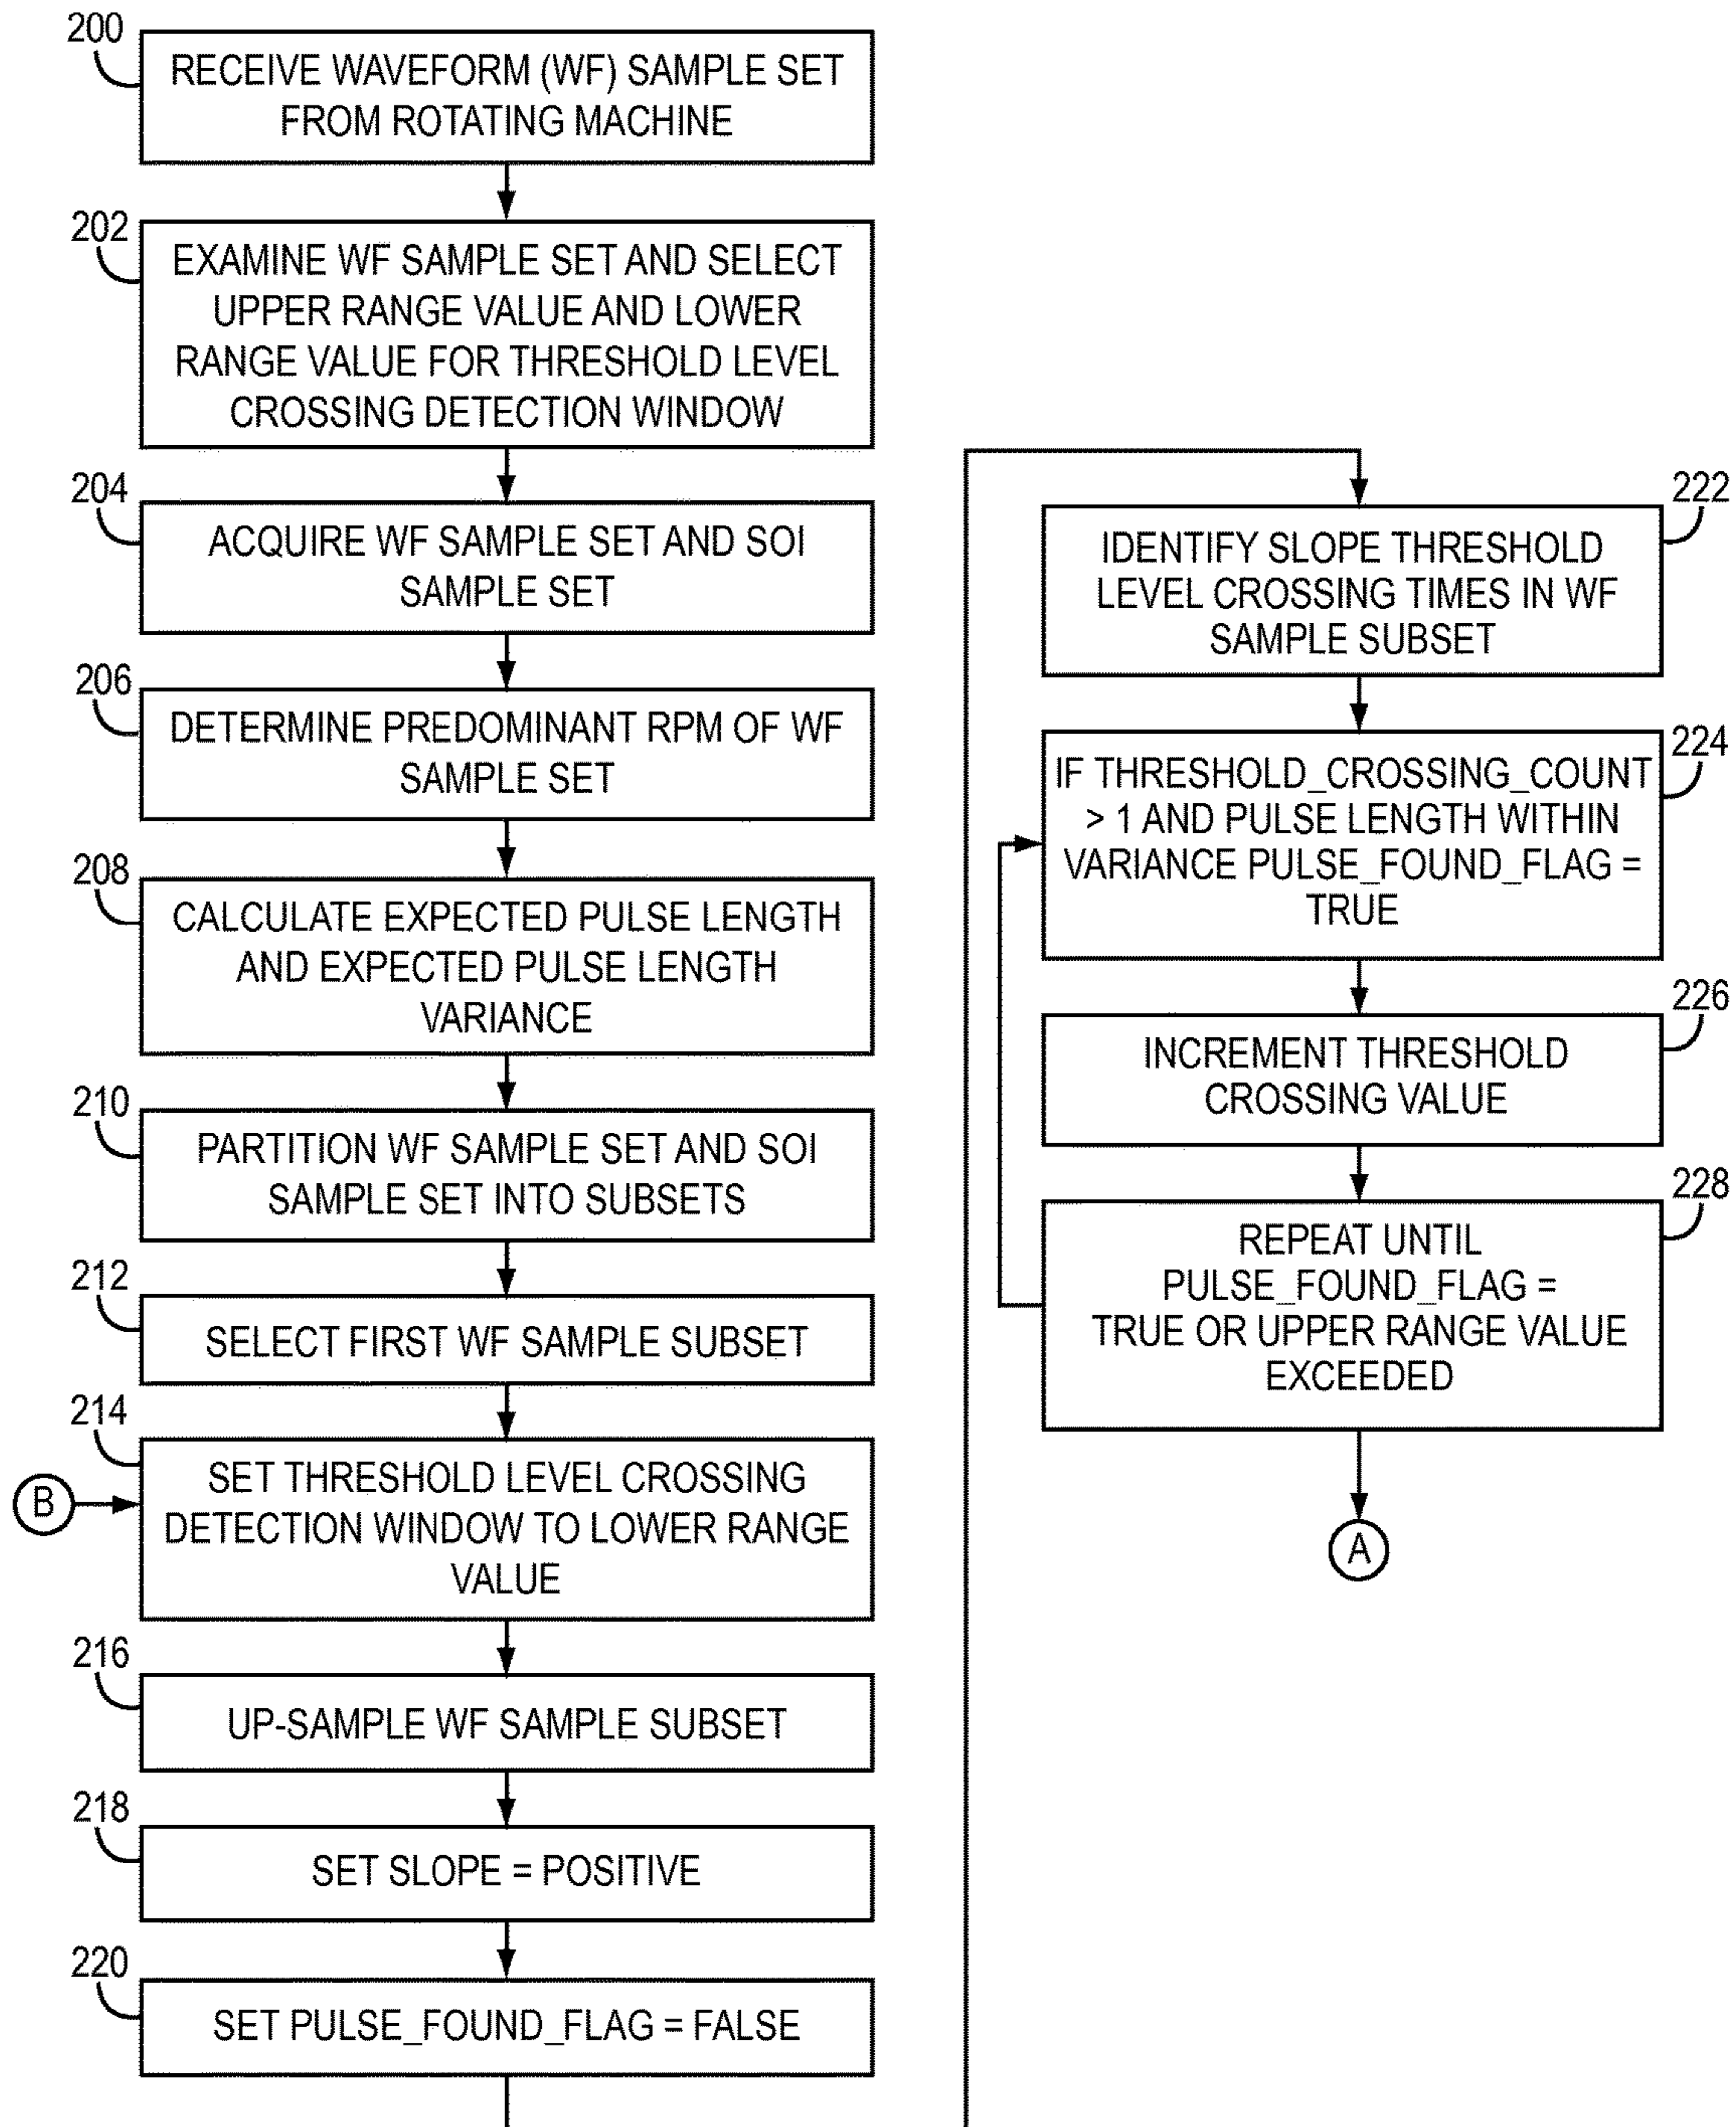 200
RECEIVE WAVEFORM (WF) SAMPLE SET
FROM ROTATING MACHINE
202
EXAMINE WF SAMPLE SET AND SELECT
UPPER RANGE VALUE AND LOWER
RANGE VALUE FOR THRESHOLD LEVEL
CROSSING DETECTION WINDOW
204
ACQUIRE WF SAMPLE SET AND SOI
SAMPLE SET
206
DETERMINE PREDOMINANT RPM OF WF
SAMPLE SET
208
CALCULATE EXPECTED PULSE LENGTH
AND EXPECTED PULSE LENGTH
VARIANCE
210
PARTITION WF SAMPLE SET AND SOI
SAMPLE SET INTO SUBSETS
212
SELECT FIRST WF SAMPLE SUBSET
214
B
SET THRESHOLD LEVEL CROSSING
DETECTION WINDOW TO LOWER RANGE
VALUE
216
UP-SAMPLE WF SAMPLE SUBSET
218
SET SLOPE = POSITIVE
220
SET PULSE_FOUND_FLAG = FALSE
222
IDENTIFY SLOPE THRESHOLD
LEVEL CROSSING TIMES IN WF
SAMPLE SUBSET
224
IF THRESHOLD_CROSSING_COUNT
> 1 AND PULSE LENGTH WITHIN
VARIANCE PULSE_FOUND_FLAG =
TRUE
226
INCREMENT THRESHOLD
CROSSING VALUE
228
REPEAT UNTIL
PULSE_FOUND_FLAG =
TRUE OR UPPER RANGE VALUE
EXCEEDED
A